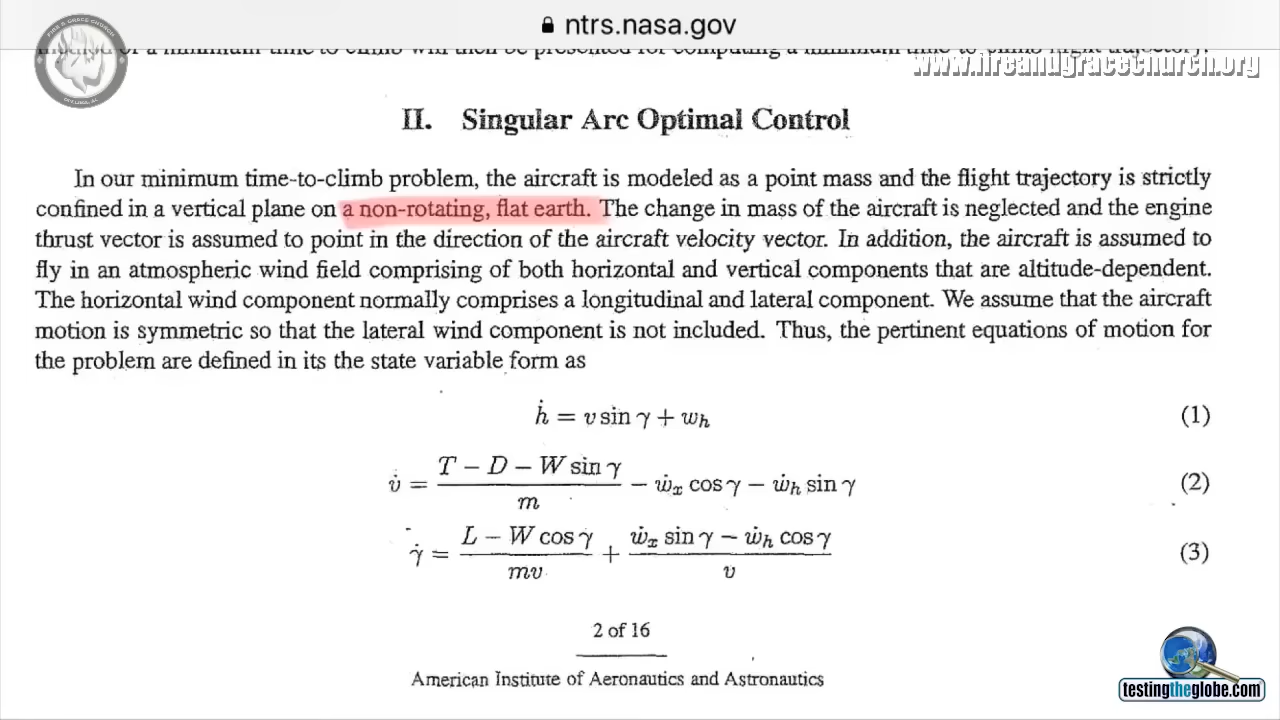 ntrs.nasa.gov
www.fireandgracechurch.org
II. Singular Arc Optimal Control
In our minimum time-to-climb problem, the aircraft is modeled as a point mass and the flight trajectory is strictly
confined in a vertical plane on a non-rotating, flat earth. The change in mass of the aircraft is neglected and the engine
thrust vector is assumed to point in the direction of the aircraft velocity vector. In addition, the aircraft is assumed to
fly in an atmospheric wind field comprising of both horizontal and vertical components that are altitude-dependent.
The horizontal wind component normally comprises a longitudinal and lateral component. We assume that the aircraft
motion is symmetric so that the lateral wind component is not included. Thus, the pertinent equations of motion for
the problem are defined in its the state variable form as
ḣ = v sin γ + w_h (1)
v̇ = (T − D − W sin γ)/m − ẇ_x cos γ − ẇ_h sin γ (2)
γ̇ = (L − W cos γ)/(mv) + (ẇ_x sin γ − ẇ_h cos γ)/v (3)
2 of 16
American Institute of Aeronautics and Astronautics
testingtheglobe.com